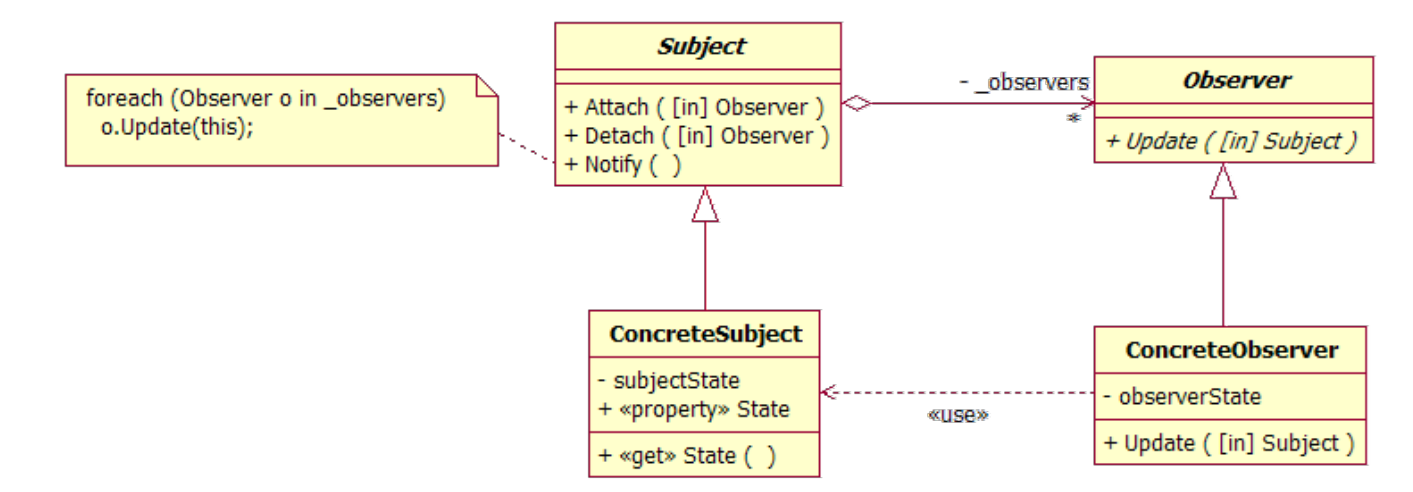 Subject
+ Attach ( [in] Observer )
+ Detach ( [in] Observer )
+ Notify (  )
foreach (Observer o in _observers)
o.Update(this);
- _observers
*
Observer
+ Update ( [in] Subject )
ConcreteSubject
- subjectState
+ «property» State
+ «get» State (  )
«use»
ConcreteObserver
- observerState
+ Update ( [in] Subject )